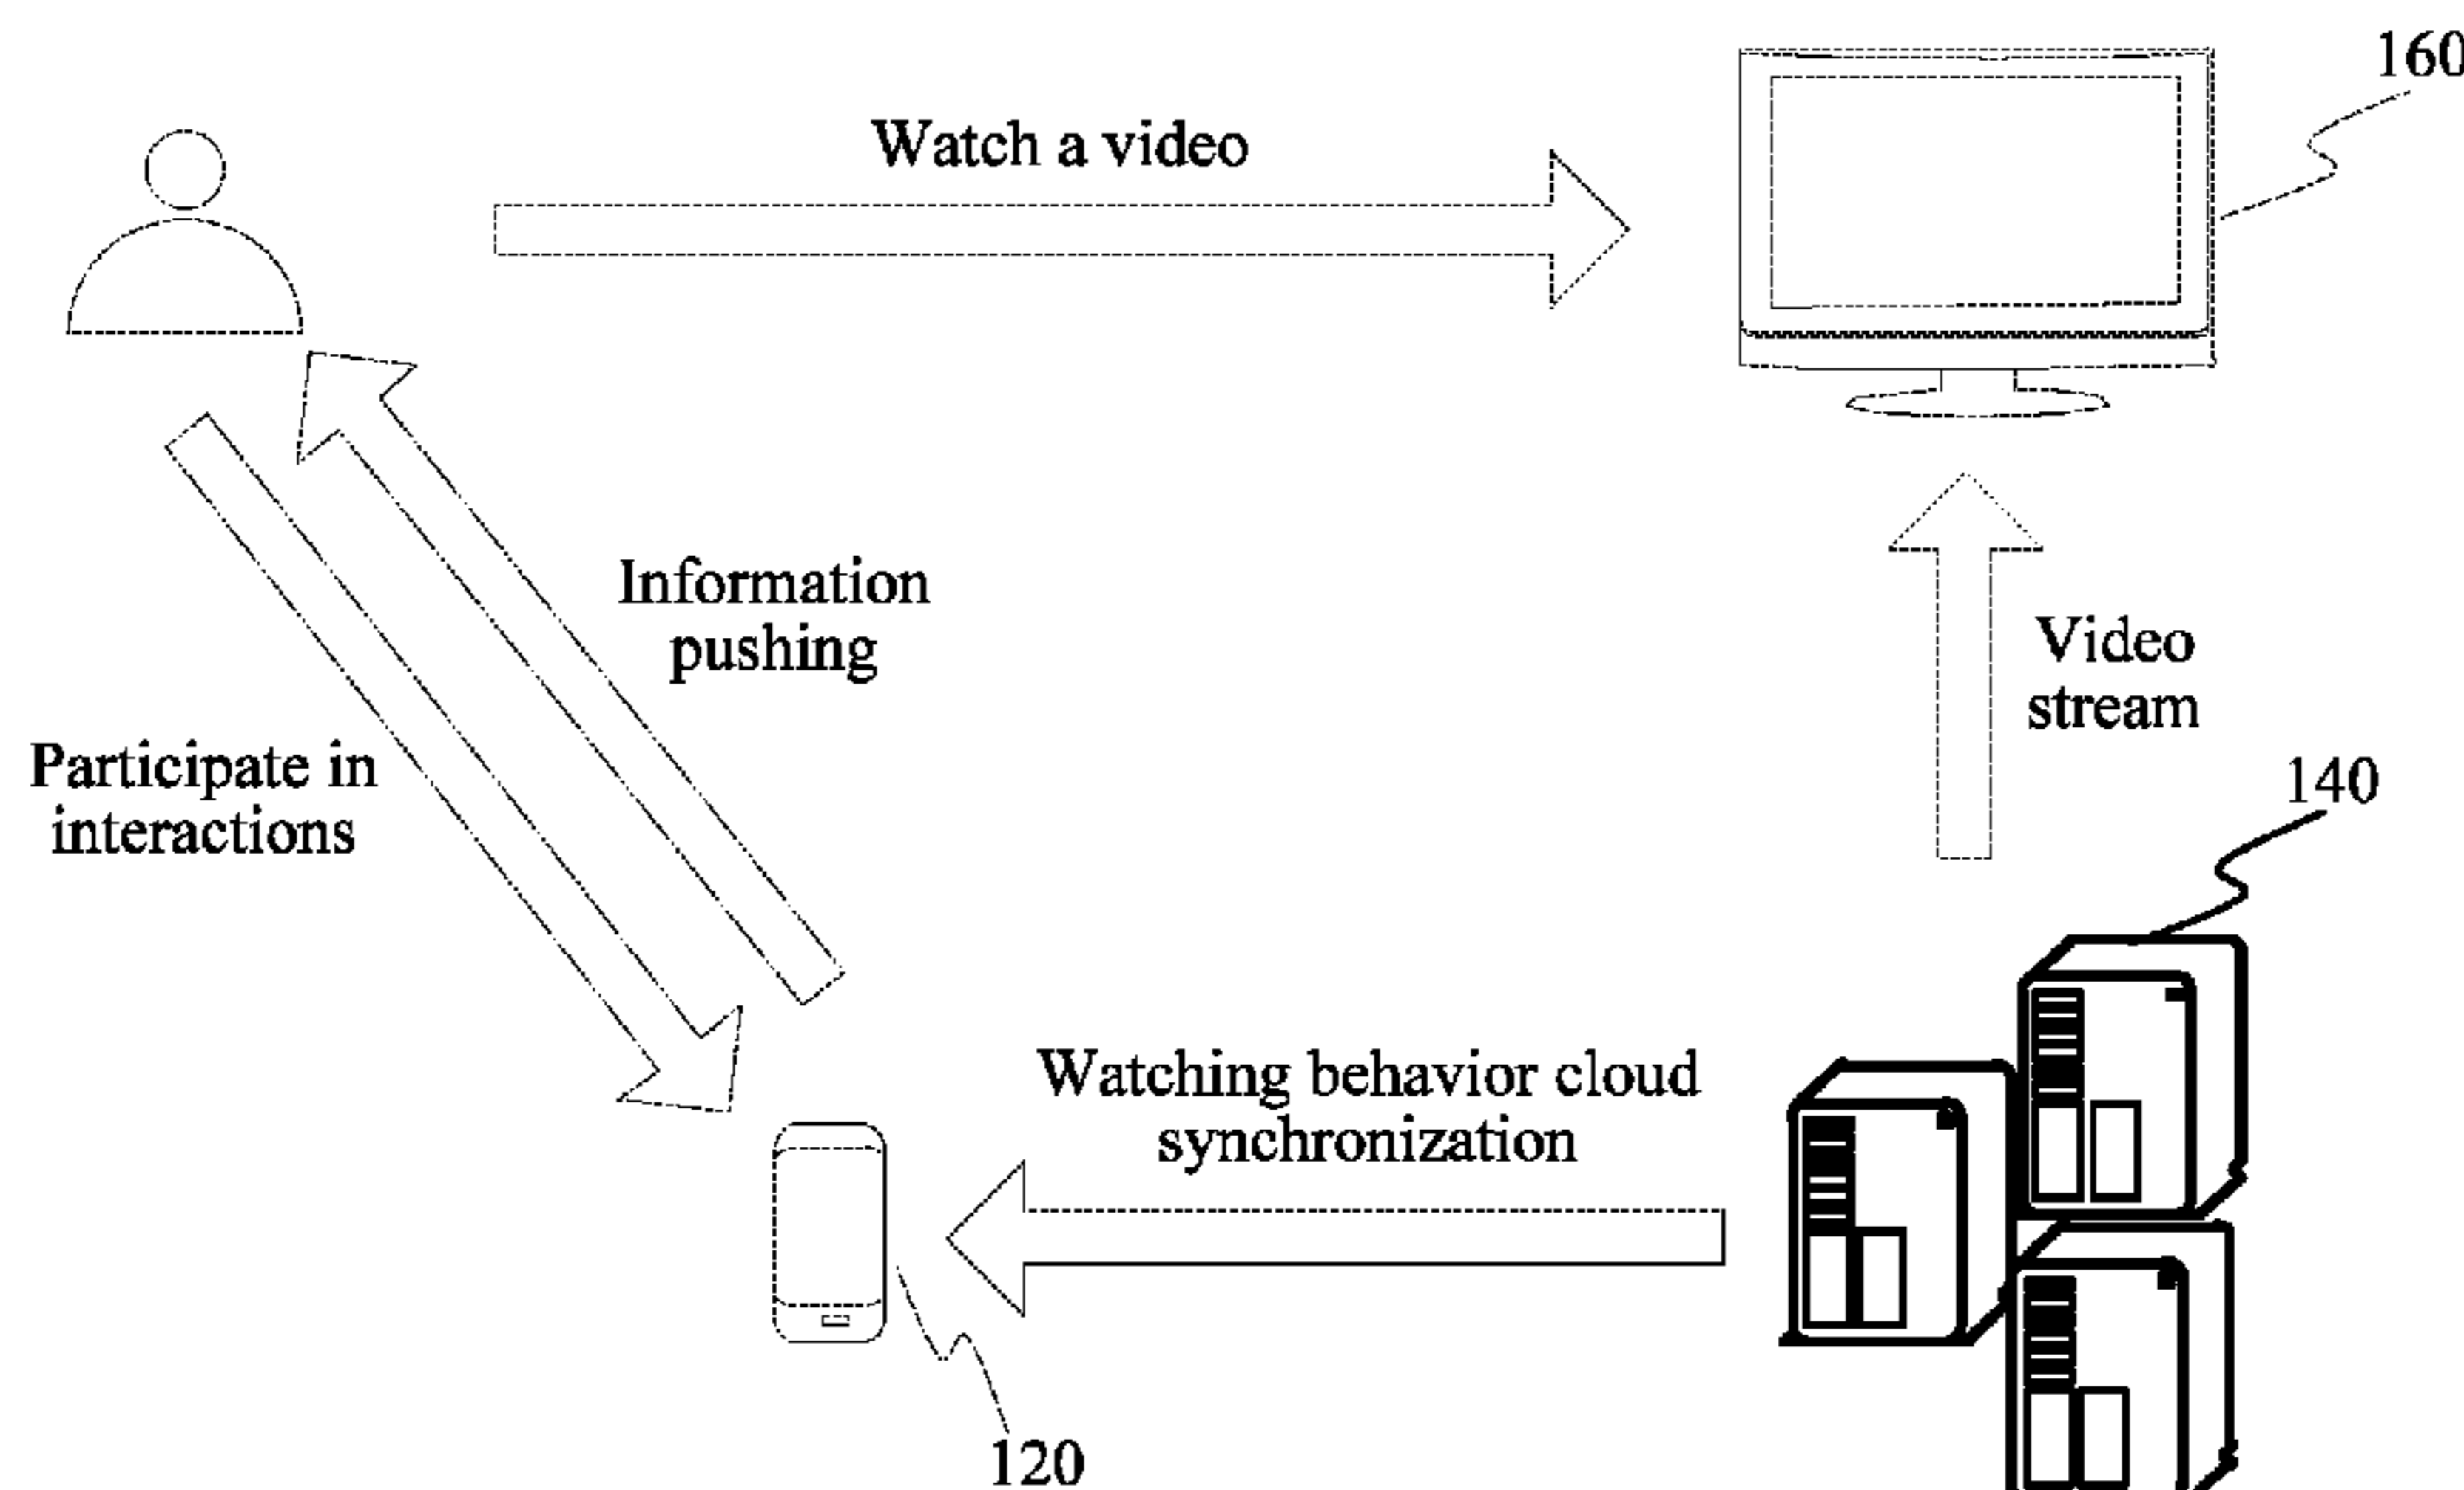 160
Watch a video
Information
pushing
Video
stream
Participate in
interactions
140
Watching behavior cloud
synchronization
120